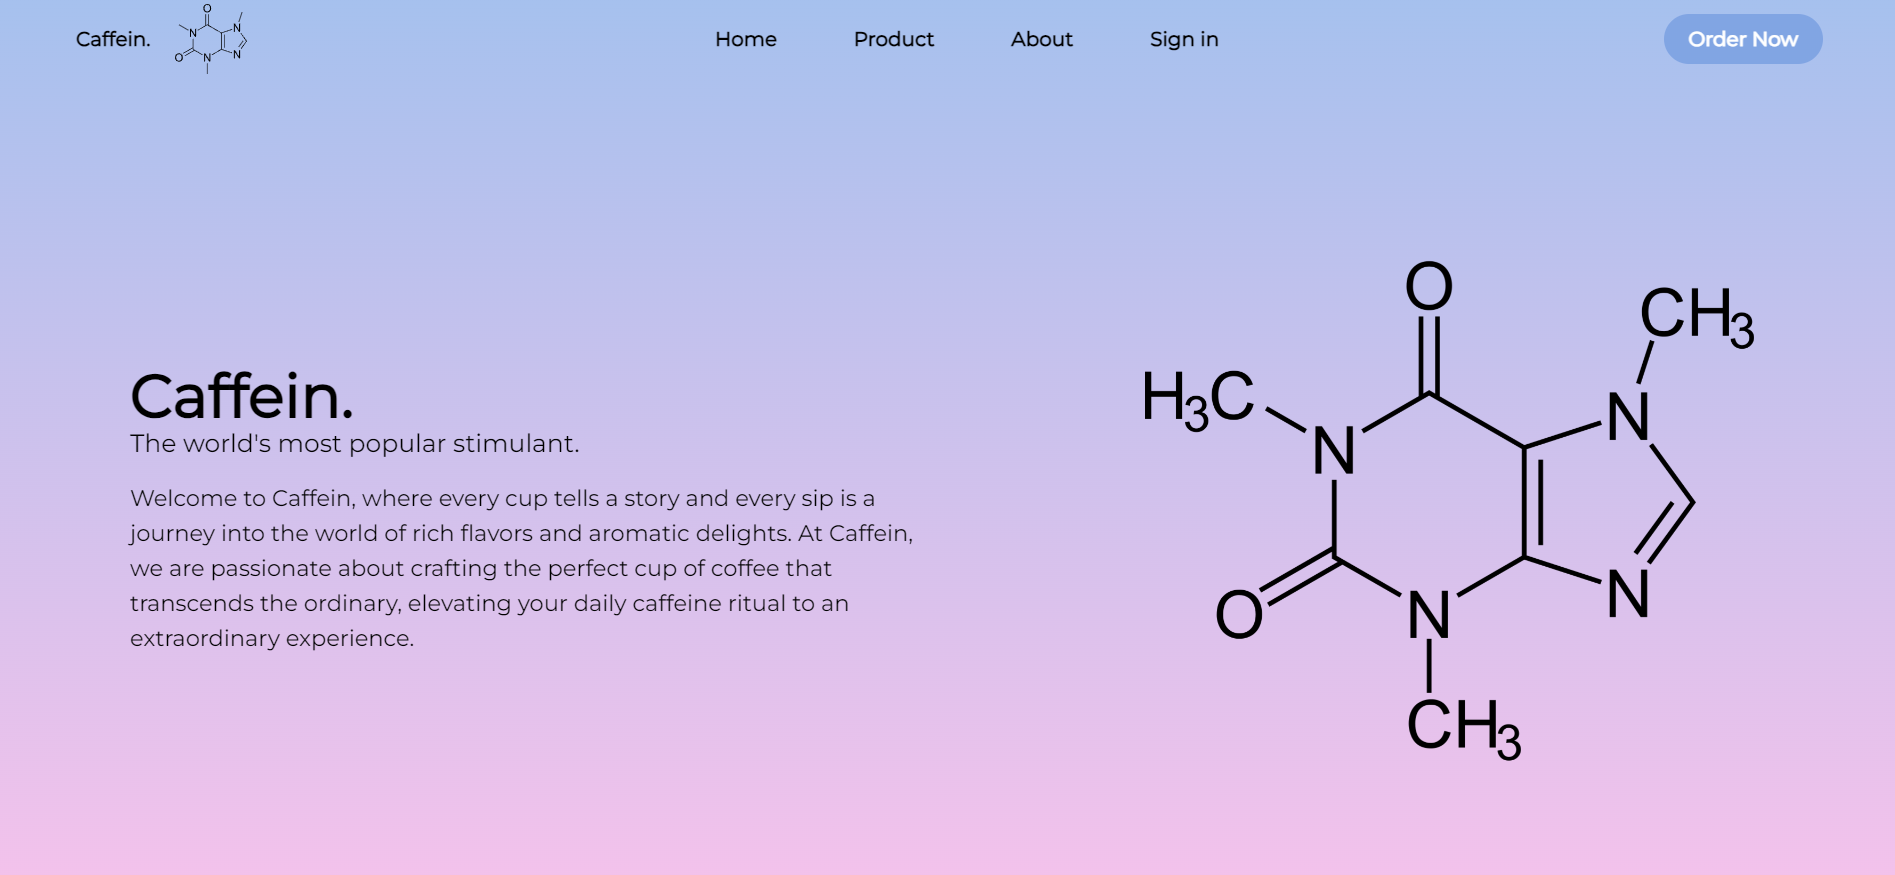 Caffein.
Home
Product
About
Sign in
Order Now
O
N
N
O
N
N
Caffein.
The world's most popular stimulant.
Welcome to Caffein, where every cup tells a story and every sip is a
journey into the world of rich flavors and aromatic delights. At Caffein,
we are passionate about crafting the perfect cup of coffee that
transcends the ordinary, elevating your daily caffeine ritual to an
extraordinary experience.
O
CH3
H3C
N
N
O
N
N
CH3